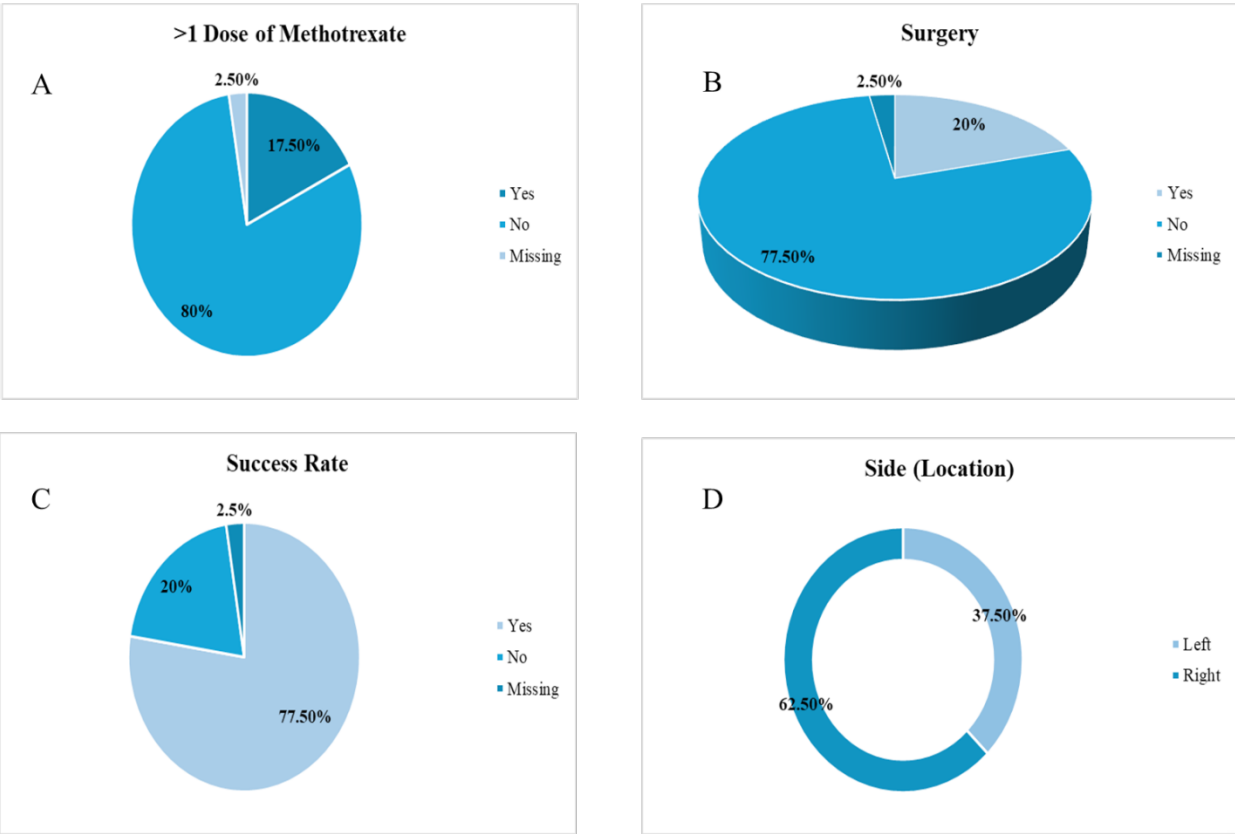 >1 Dose of Methotrexate
A
2.50%
17.50%
80%
Yes
No
Missing
Surgery
B
2.50%
20%
77.50%
Yes
No
Missing
Success Rate
C
2.5%
20%
77.50%
Yes
No
Missing
Side (Location)
D
37.50%
62.50%
Left
Right